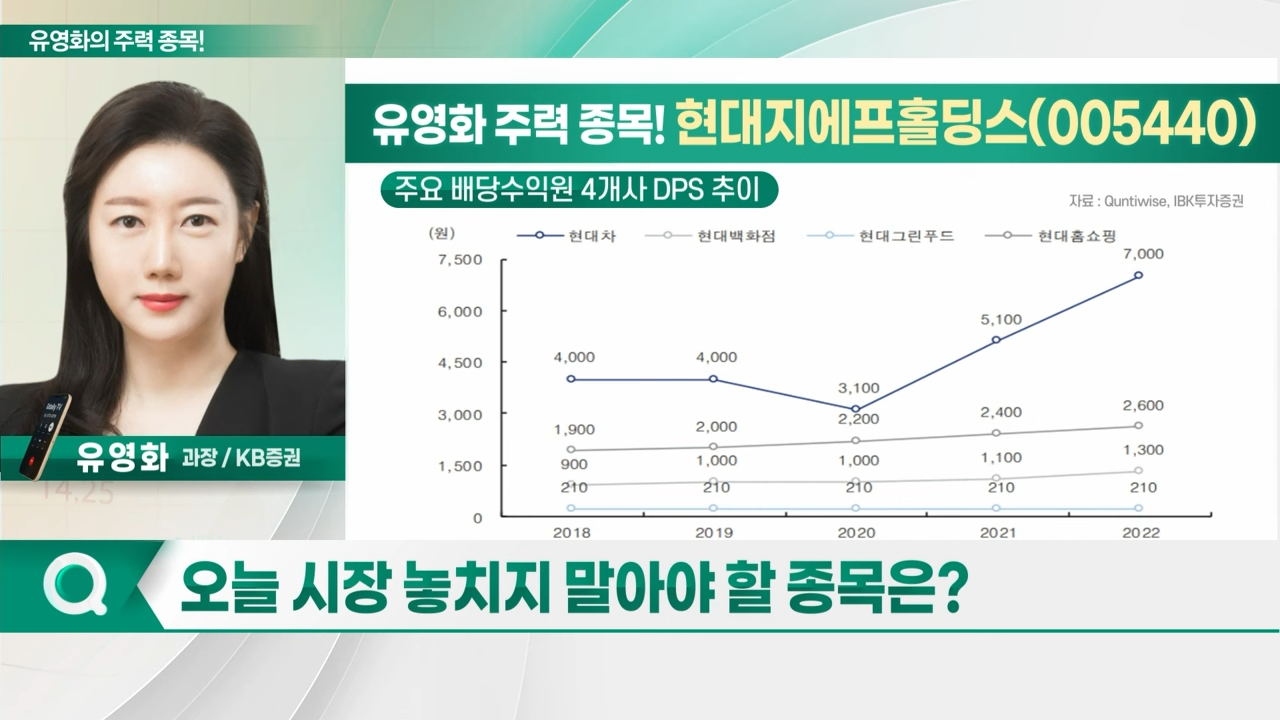 유영화의 주력 종목!
유영화 주력 종목! 현대지에프홀딩스(005440)
주요 배당수익원 4개사 DPS 추이
자료 : Quntiwise, IBK투자증권
(원)
현대차 현대백화점 현대그린푸드 현대홈쇼핑
7,500
6,000
4,500
3,000
1,500
0
4,000 4,000 3,100 5,100 7,000
1,900 2,000 2,200 2,400 2,600
900 1,000 1,000 1,100 1,300
210 210 210 210 210
2018 2019 2020 2021 2022
유영화 과장 / KB증권
14.25
오늘 시장 놓치지 말아야 할 종목은?